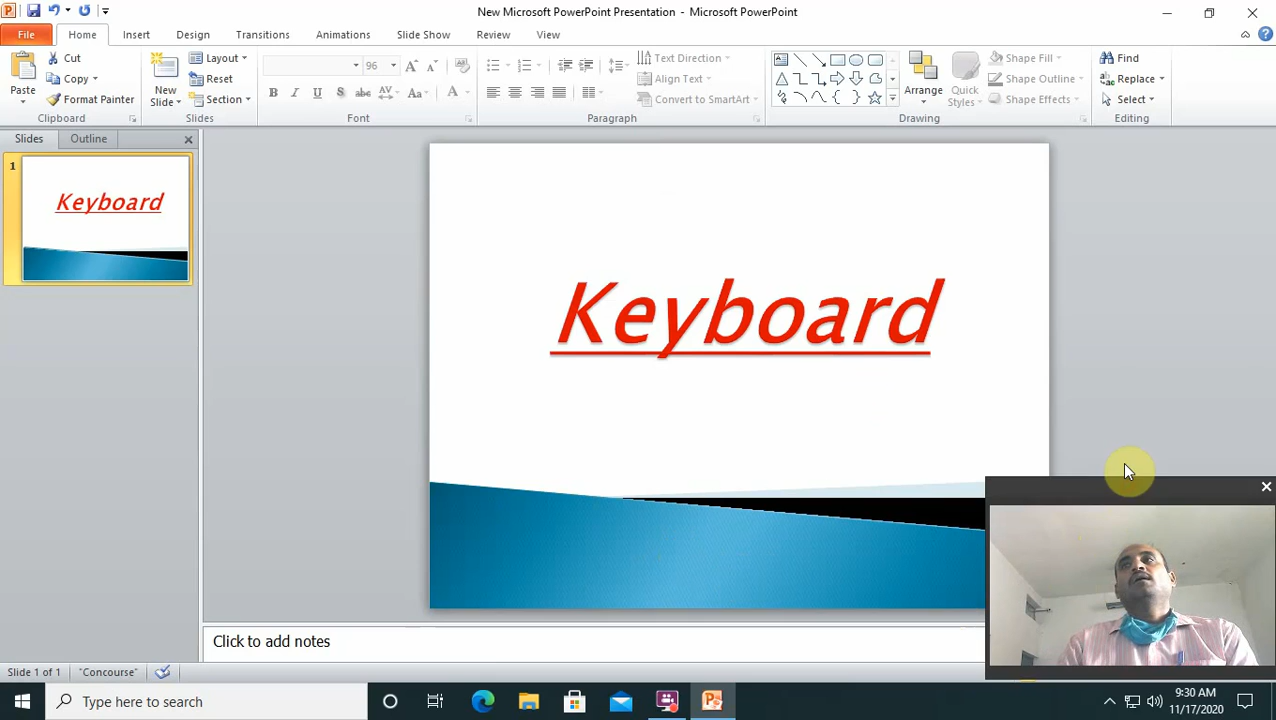 New Microsoft PowerPoint Presentation - Microsoft PowerPoint
File Home Insert Design Transitions Animations Slide Show Review View
Paste
Cut
Copy
Format Painter
Clipboard
New Slide
Layout
Reset
Section
Slides
96
B I U S abc AV Aa A
Font
Text Direction
Align Text
Convert to SmartArt
Paragraph
Arrange
Quick Styles
Shape Fill
Shape Outline
Shape Effects
Drawing
Find
Replace
Select
Editing
Slides Outline
1
Keyboard
Keyboard
Click to add notes
Slide 1 of 1 "Concourse"
Type here to search
9:30 AM
11/17/2020